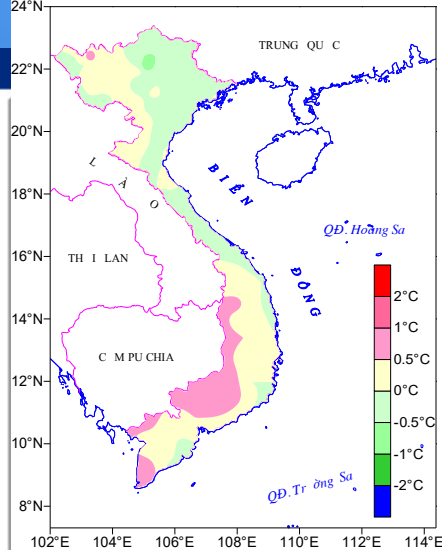 24°N
22°N
20°N
18°N
16°N
14°N
12°N
10°N
8°N
102°E 104°E 106°E 108°E 110°E 112°E 114°E
TRUNG QU C
L À O
BIỂN
ĐÔNG
QĐ. Hoàng Sa
TH I LAN
C M PU CHIA
QĐ. Tr ờng Sa
2°C
1°C
0.5°C
0°C
-0.5°C
-1°C
-2°C